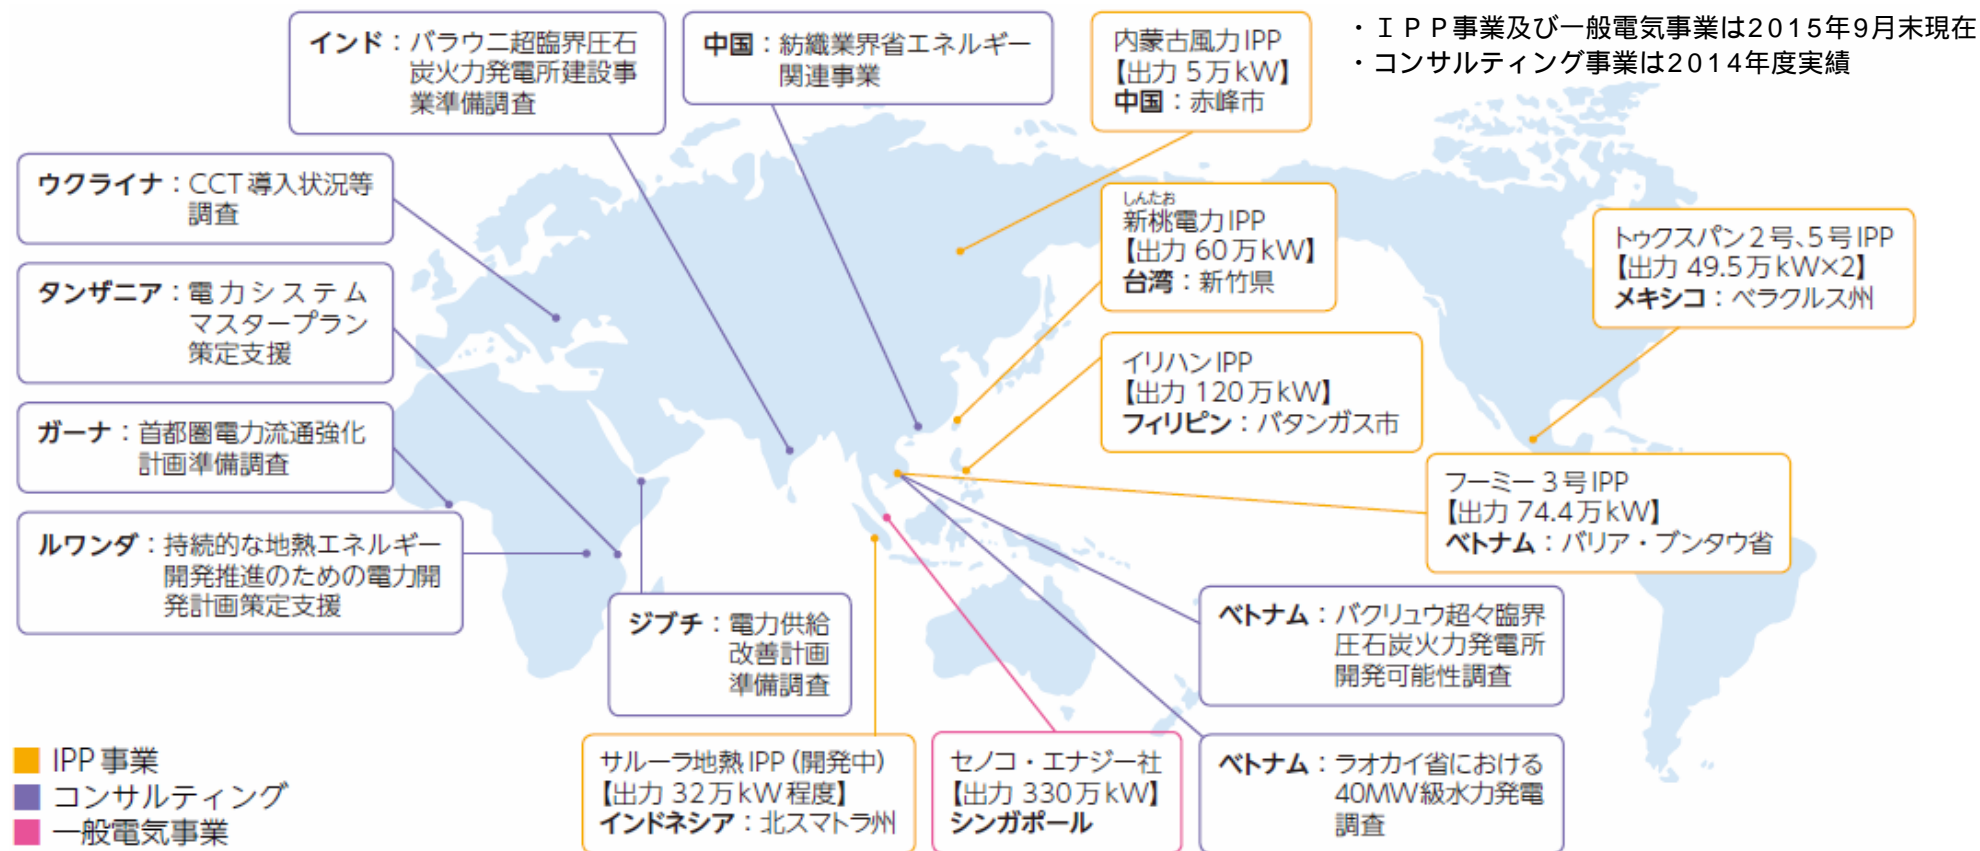 ・ＩＰＰ事業及び一般電気事業は2015年9月末現在
・コンサルティング事業は2014年度実績
インド：バラウニ超臨界圧石
炭火力発電所建設事
業準備調査
中国：紡織業界省エネルギー
関連事業
内蒙古風力IPP
【出力 5万kW】
中国：赤峰市
ウクライナ：CCT 導入状況等
調査
しんたお
新桃電力IPP
【出力 60万kW】
台湾：新竹県
トゥクスパン2号、5号IPP
【出力 49.5万kW×2】
メキシコ：ベラクルス州
タンザニア：電力システム
マスタープラン
策定支援
イリハンIPP
【出力 120万kW】
フィリピン：バタンガス市
ガーナ：首都圏電力流通強化
計画準備調査
フーミー3号IPP
【出力 74.4万kW】
ベトナム：バリア・ブンタウ省
ルワンダ：持続的な地熱エネルギー
開発推進のための電力開
発計画策定支援
ジブチ：電力供給
改善計画
準備調査
ベトナム：バクリュウ超々臨界
圧石炭火力発電所
開発可能性調査
サルーラ地熱IPP（開発中）
【出力 32万kW程度】
インドネシア：北スマトラ州
セノコ・エナジー社
【出力 330万kW】
シンガポール
ベトナム：ラオカイ省における
40MW級水力発電
調査
IPP事業
コンサルティング
一般電気事業